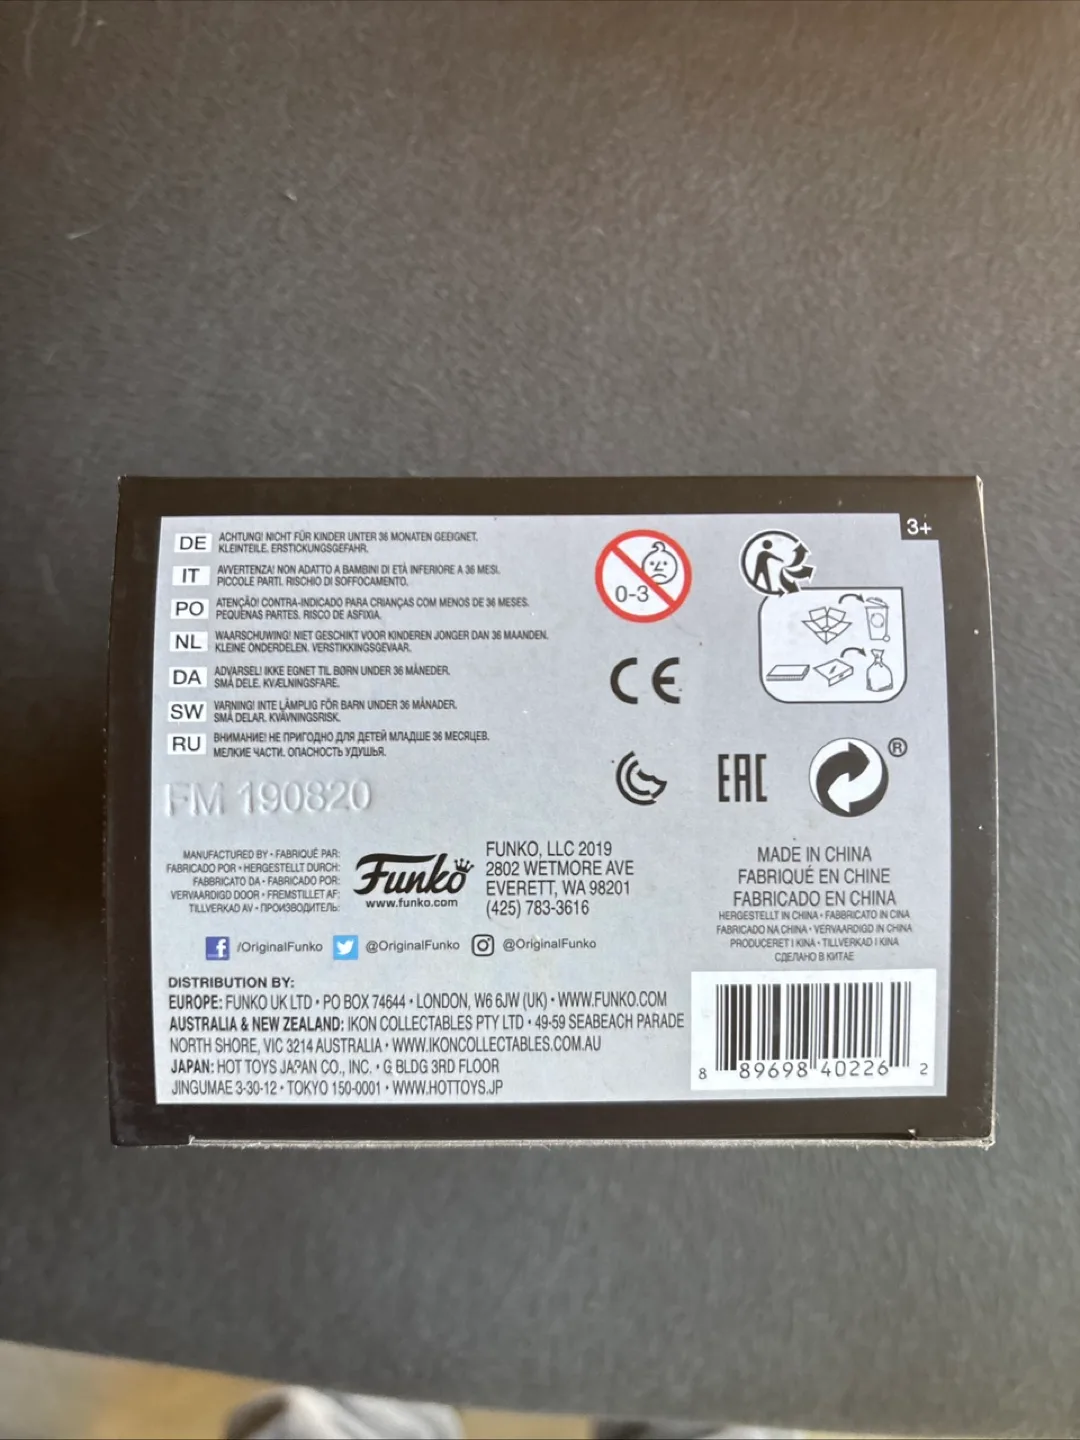 3+
DE ACHTUNG! NICHT FÜR KINDER UNTER 36 MONATEN GEEIGNET.
KLEINTEILE. ERSTICKUNGSGEFAHR.
IT AVVERTENZA! NON ADATTO A BAMBINI DI ETÀ INFERIORE A 36 MESI.
PICCOLE PARTI. RISCHIO DI SOFFOCAMENTO.
PO ATENÇÃO! CONTRA-INDICADO PARA CRIANÇAS COM MENOS DE 36 MESES.
PEQUENAS PARTES. RISCO DE ASFIXIA.
NL WAARSCHUWING! NIET GESCHIKT VOOR KINDEREN JONGER DAN 36 MAANDEN.
KLEINE ONDERDELEN. VERSTIKKINGSGEVAAR.
DA ADVARSEL! IKKE EGNET TIL BØRN UNDER 36 MÅNEDER.
SMÅ DELE. KVÆLNINGSFARE.
SW VARNING! INTE LÄMPLIG FÖR BARN UNDER 36 MÅNADER.
SMÅ DELAR. KVÄVNINGSRISK.
RU ВНИМАНИЕ! НЕ ПРИГОДНО ДЛЯ ДЕТЕЙ МЛАДШЕ 36 МЕСЯЦЕВ.
МЕЛКИЕ ЧАСТИ. ОПАСНОСТЬ УДУШЬЯ.
0-3
CE
EAC
®
FM 190820
MANUFACTURED BY • FABRIQUÉ PAR:
FABRICADO POR • HERGESTELLT DURCH:
FABBRICATO DA • FABRICADO POR:
VERVAARDIGD DOOR • FREMSTILLET AF:
TILLVERKAD AV • ПРОИЗВОДИТЕЛЬ:
Funko
www.funko.com
FUNKO, LLC 2019
2802 WETMORE AVE
EVERETT, WA 98201
(425) 783-3616
MADE IN CHINA
FABRIQUÉ EN CHINE
FABRICADO EN CHINA
HERGESTELLT IN CHINA • FABBRICATO IN CINA
FABRICADO NA CHINA • VERVAARDIGD IN CHINA
PRODUCERET I KINA • TILLVERKAD I KINA
СДЕЛАНО В КИТАЕ
/OriginalFunko @OriginalFunko @OriginalFunko
DISTRIBUTION BY:
EUROPE: FUNKO UK LTD • PO BOX 74644 • LONDON, W6 6JW (UK) • WWW.FUNKO.COM
AUSTRALIA & NEW ZEALAND: IKON COLLECTABLES PTY LTD • 49-59 SEABEACH PARADE
NORTH SHORE, VIC 3214 AUSTRALIA • WWW.IKONCOLLECTABLES.COM.AU
JAPAN: HOT TOYS JAPAN CO., INC. • G BLDG 3RD FLOOR
JINGUMAE 3-30-12 • TOKYO 150-0001 • WWW.HOTTOYS.JP
8 89698 40226 2